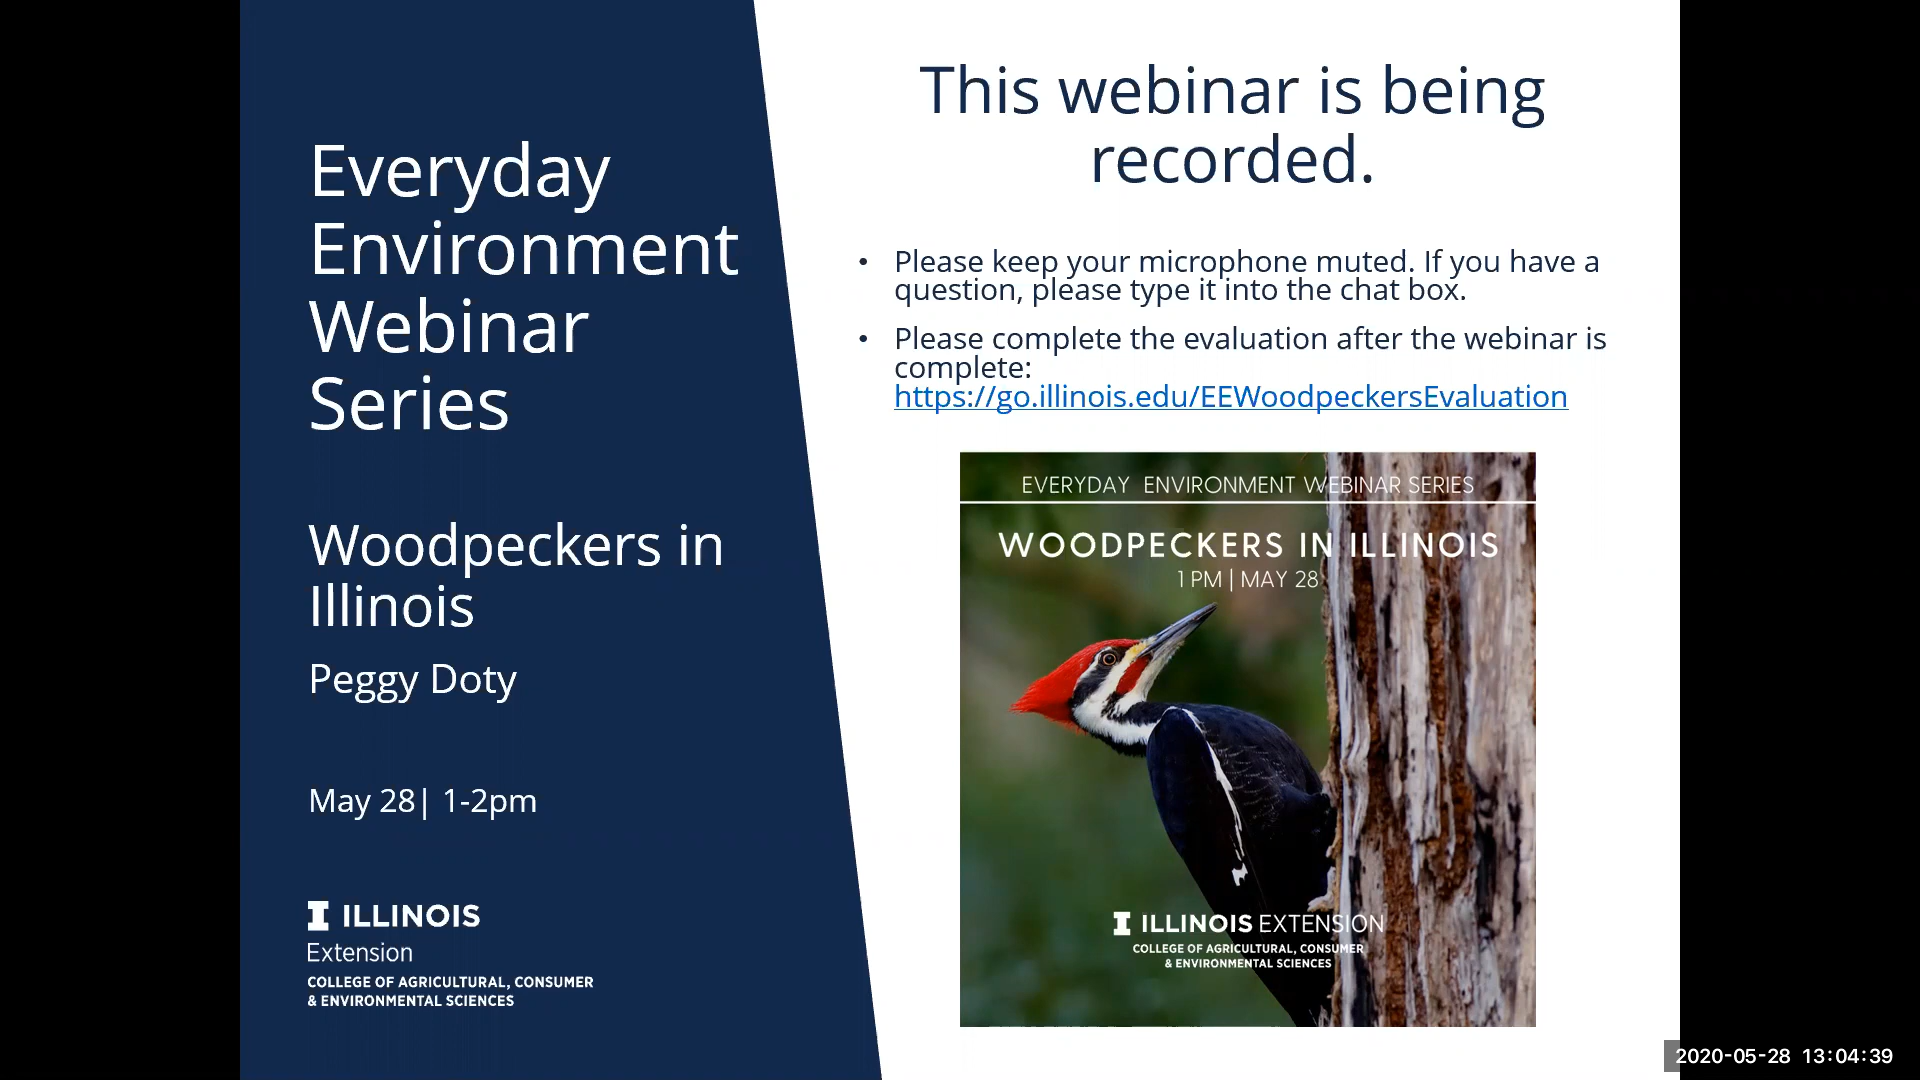 Everyday
Environment
Webinar
Series
Woodpeckers in
Illinois
Peggy Doty
May 28| 1-2pm
I ILLINOIS
Extension
COLLEGE OF AGRICULTURAL, CONSUMER
& ENVIRONMENTAL SCIENCES
This webinar is being
recorded.
• Please keep your microphone muted. If you have a
question, please type it into the chat box.
• Please complete the evaluation after the webinar is
complete:
https://go.illinois.edu/EEWoodpeckersEvaluation
EVERYDAY ENVIRONMENT WEBINAR SERIES
WOODPECKERS IN ILLINOIS
1 PM | MAY 28
I ILLINOIS EXTENSION
COLLEGE OF AGRICULTURAL, CONSUMER
& ENVIRONMENTAL SCIENCES
2020-05-28 13:04:39